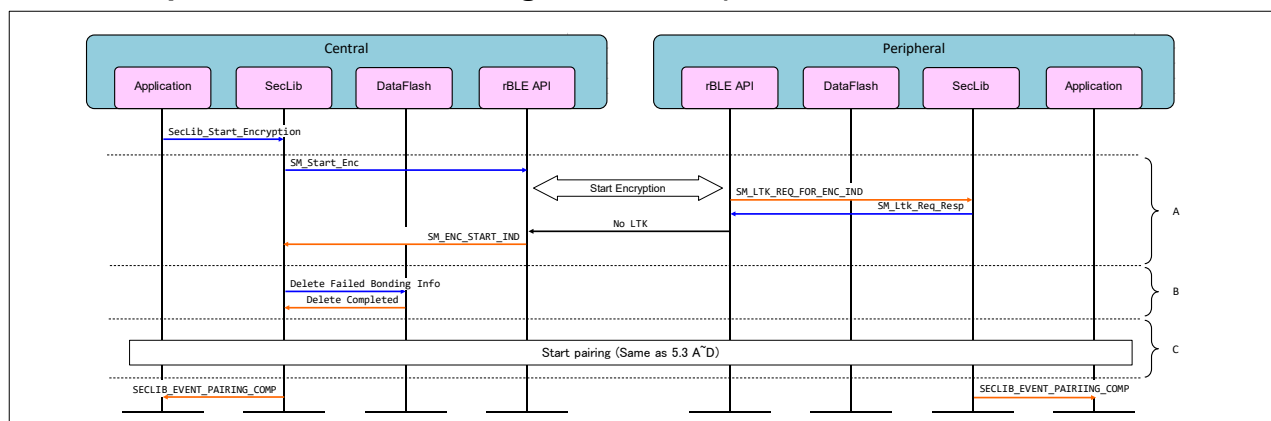 Central
Peripheral
Application
SecLib
DataFlash
rBLE API
rBLE API
DataFlash
SecLib
Application
SecLib_Start_Encryption
SM_Start_Enc
Start Encryption
SM_LTK_REQ_FOR_ENC_IND
SM_Ltk_Req_Resp
A
No LTK
SM_ENC_START_IND
Delete Failed Bonding Info
B
Delete Completed
Start pairing (Same as 5.3 A~D)
C
SECLIB_EVENT_PAIRING_COMP
SECLIB_EVENT_PAIRIING_COMP